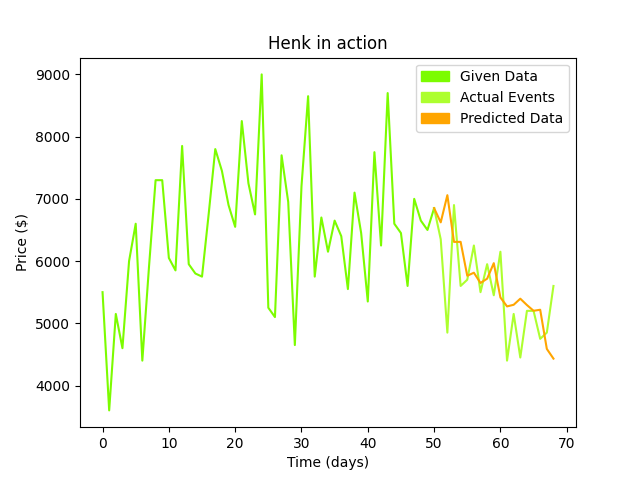 Henk in action
Given Data
Actual Events
Predicted Data
Price ($)
9000
8000
7000
6000
5000
4000
0 10 20 30 40 50 60 70
Time (days)